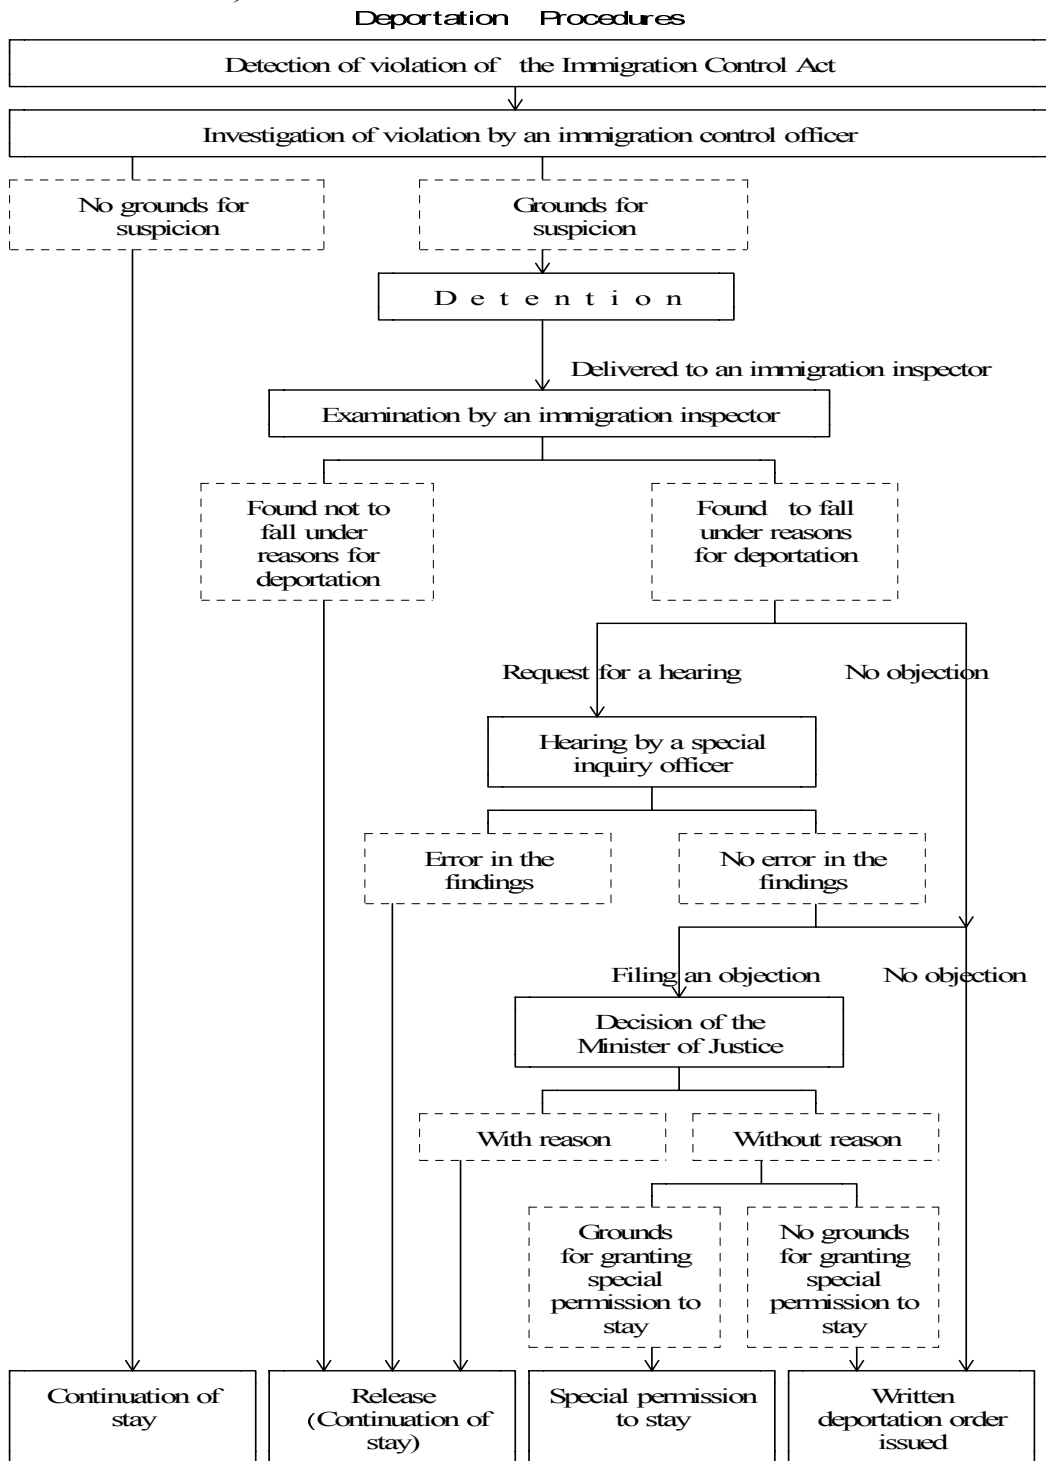 Deportation Procedures
Detection of violation of the Immigration Control Act
Investigation of violation by an immigration control officer
No grounds for
suspicion
Grounds for
suspicion
Detention
Delivered to an immigration inspector
Examination by an immigration inspector
Found not to
fall under
reasons for
deportation
Found to fall
under reasons
for deportation
Request for a hearing
No objection
Hearing by a special
inquiry officer
Error in the
findings
No error in the
findings
Filing an objection
No objection
Decision of the
Minister of Justice
With reason
Without reason
Grounds
for granting
special
permission to
stay
No grounds
for granting
special
permission to
stay
Continuation of
stay
Release
(Continuation of
stay)
Special permission
to stay
Written
deportation order
issued